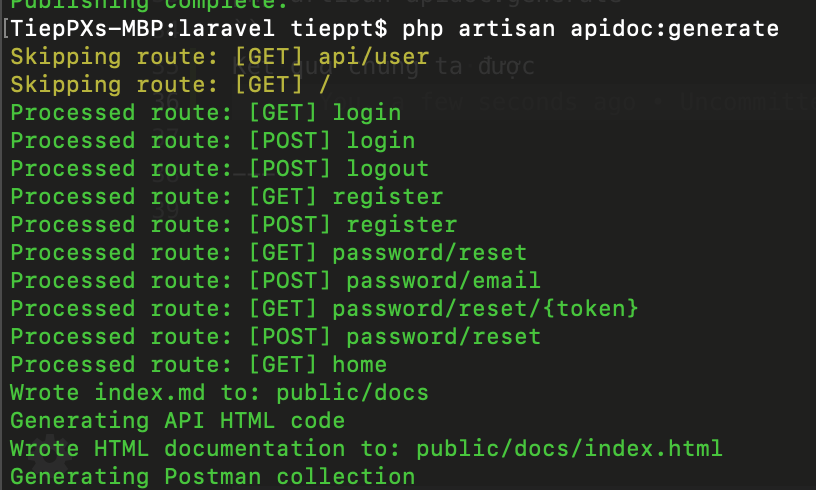 Publishing complete.
[TiepPXs-MBP:laravel tieppt$ php artisan apidoc:generate
Skipping route: [GET] api/user
Skipping route: [GET] /
Processed route: [GET] login
Processed route: [POST] login
Processed route: [POST] logout
Processed route: [GET] register
Processed route: [POST] register
Processed route: [GET] password/reset
Processed route: [POST] password/email
Processed route: [GET] password/reset/{token}
Processed route: [POST] password/reset
Processed route: [GET] home
Wrote index.md to: public/docs
Generating API HTML code
Wrote HTML documentation to: public/docs/index.html
Generating Postman collection